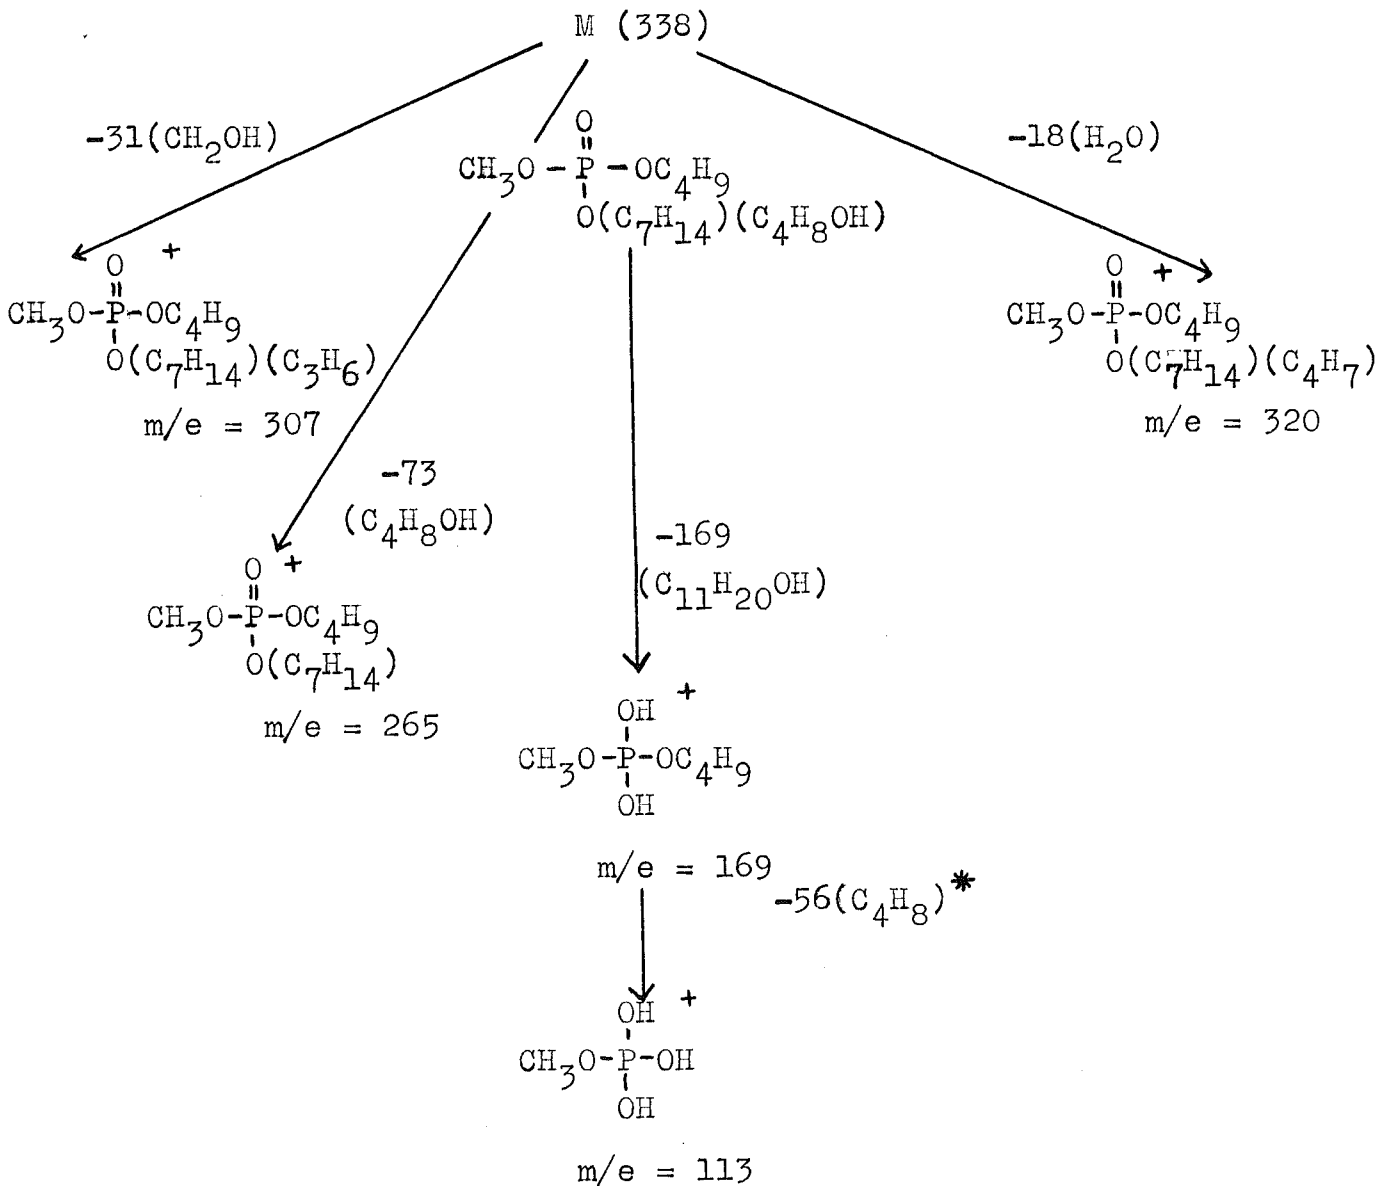 M (338)
-31(CH2OH)
-18(H2O)
O
CH3O-P-OC4H9
O(C7H14)(C4H8OH)
O +
CH3O-P-OC4H9
O(C7H14)(C3H6)
m/e = 307
O +
CH3O-P-OC4H9
O(C7H14)(C4H7)
m/e = 320
-73
(C4H8OH)
-169
(C11H20OH)
O +
CH3O-P-OC4H9
O(C7H14)
m/e = 265
OH +
CH3O-P-OC4H9
OH
m/e = 169
-56(C4H8)*
OH +
CH3O-P-OH
OH
m/e = 113